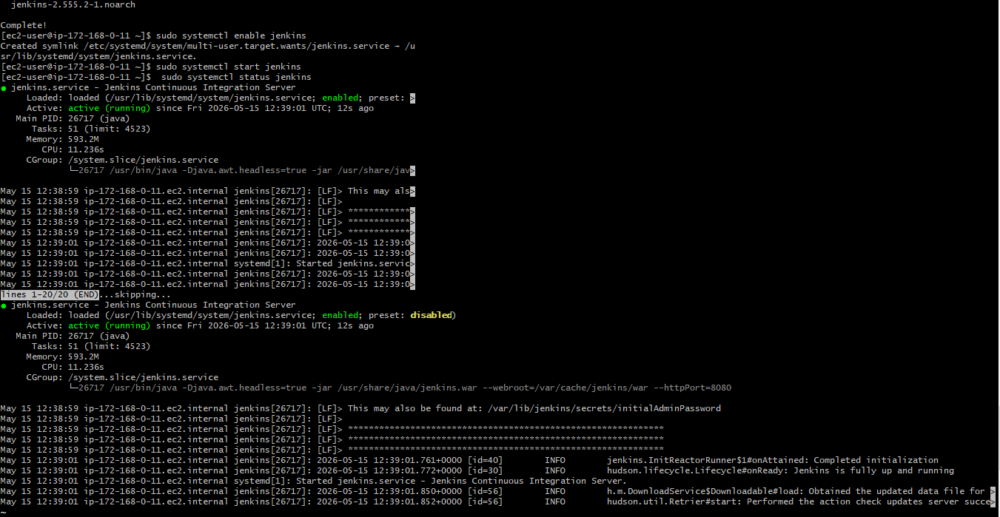 jenkins-2.555.2-1.noarch
Complete!
[ec2-user@ip-172-168-0-11 ~]$ sudo systemctl enable jenkins
Created symlink /etc/systemd/system/multi-user.target.wants/jenkins.service → /u
sr/lib/systemd/system/jenkins.service.
[ec2-user@ip-172-168-0-11 ~]$ sudo systemctl start jenkins
[ec2-user@ip-172-168-0-11 ~]$  sudo systemctl status jenkins
● jenkins.service - Jenkins Continuous Integration Server
     Loaded: loaded (/usr/lib/systemd/system/jenkins.service; enabled; preset: >
     Active: active (running) since Fri 2026-05-15 12:39:01 UTC; 12s ago
   Main PID: 26717 (java)
      Tasks: 51 (limit: 4523)
     Memory: 593.2M
        CPU: 11.236s
     CGroup: /system.slice/jenkins.service
             └─26717 /usr/bin/java -Djava.awt.headless=true -jar /usr/share/jav>
May 15 12:38:59 ip-172-168-0-11.ec2.internal jenkins[26717]: [LF]> This may als>
May 15 12:38:59 ip-172-168-0-11.ec2.internal jenkins[26717]: [LF]>
May 15 12:38:59 ip-172-168-0-11.ec2.internal jenkins[26717]: [LF]> ************>
May 15 12:38:59 ip-172-168-0-11.ec2.internal jenkins[26717]: [LF]> ************>
May 15 12:38:59 ip-172-168-0-11.ec2.internal jenkins[26717]: [LF]> ************>
May 15 12:39:01 ip-172-168-0-11.ec2.internal jenkins[26717]: 2026-05-15 12:39:0>
May 15 12:39:01 ip-172-168-0-11.ec2.internal jenkins[26717]: 2026-05-15 12:39:0>
May 15 12:39:01 ip-172-168-0-11.ec2.internal systemd[1]: Started jenkins.servic>
May 15 12:39:01 ip-172-168-0-11.ec2.internal jenkins[26717]: 2026-05-15 12:39:0>
May 15 12:39:01 ip-172-168-0-11.ec2.internal jenkins[26717]: 2026-05-15 12:39:0>
lines 1-20/20 (END)...skipping...
● jenkins.service - Jenkins Continuous Integration Server
     Loaded: loaded (/usr/lib/systemd/system/jenkins.service; enabled; preset: disabled)
     Active: active (running) since Fri 2026-05-15 12:39:01 UTC; 12s ago
   Main PID: 26717 (java)
      Tasks: 51 (limit: 4523)
     Memory: 593.2M
        CPU: 11.236s
     CGroup: /system.slice/jenkins.service
             └─26717 /usr/bin/java -Djava.awt.headless=true -jar /usr/share/java/jenkins.war --webroot=/var/cache/jenkins/war --httpPort=8080
May 15 12:38:59 ip-172-168-0-11.ec2.internal jenkins[26717]: [LF]> This may also be found at: /var/lib/jenkins/secrets/initialAdminPassword
May 15 12:38:59 ip-172-168-0-11.ec2.internal jenkins[26717]: [LF]>
May 15 12:38:59 ip-172-168-0-11.ec2.internal jenkins[26717]: [LF]> *************************************************************
May 15 12:38:59 ip-172-168-0-11.ec2.internal jenkins[26717]: [LF]> *************************************************************
May 15 12:38:59 ip-172-168-0-11.ec2.internal jenkins[26717]: [LF]> *************************************************************
May 15 12:39:01 ip-172-168-0-11.ec2.internal jenkins[26717]: 2026-05-15 12:39:01.761+0000 [id=40]        INFO        jenkins.InitReactorRunner$1#onAttained: Completed initialization
May 15 12:39:01 ip-172-168-0-11.ec2.internal jenkins[26717]: 2026-05-15 12:39:01.772+0000 [id=30]        INFO        hudson.lifecycle.Lifecycle#onReady: Jenkins is fully up and running
May 15 12:39:01 ip-172-168-0-11.ec2.internal systemd[1]: Started jenkins.service - Jenkins Continuous Integration Server.
May 15 12:39:01 ip-172-168-0-11.ec2.internal jenkins[26717]: 2026-05-15 12:39:01.850+0000 [id=56]        INFO        h.m.DownloadService$Downloadable#load: Obtained the updated data file for >
May 15 12:39:01 ip-172-168-0-11.ec2.internal jenkins[26717]: 2026-05-15 12:39:01.852+0000 [id=56]        INFO        hudson.util.Retrier#start: Performed the action check updates server succe>
~